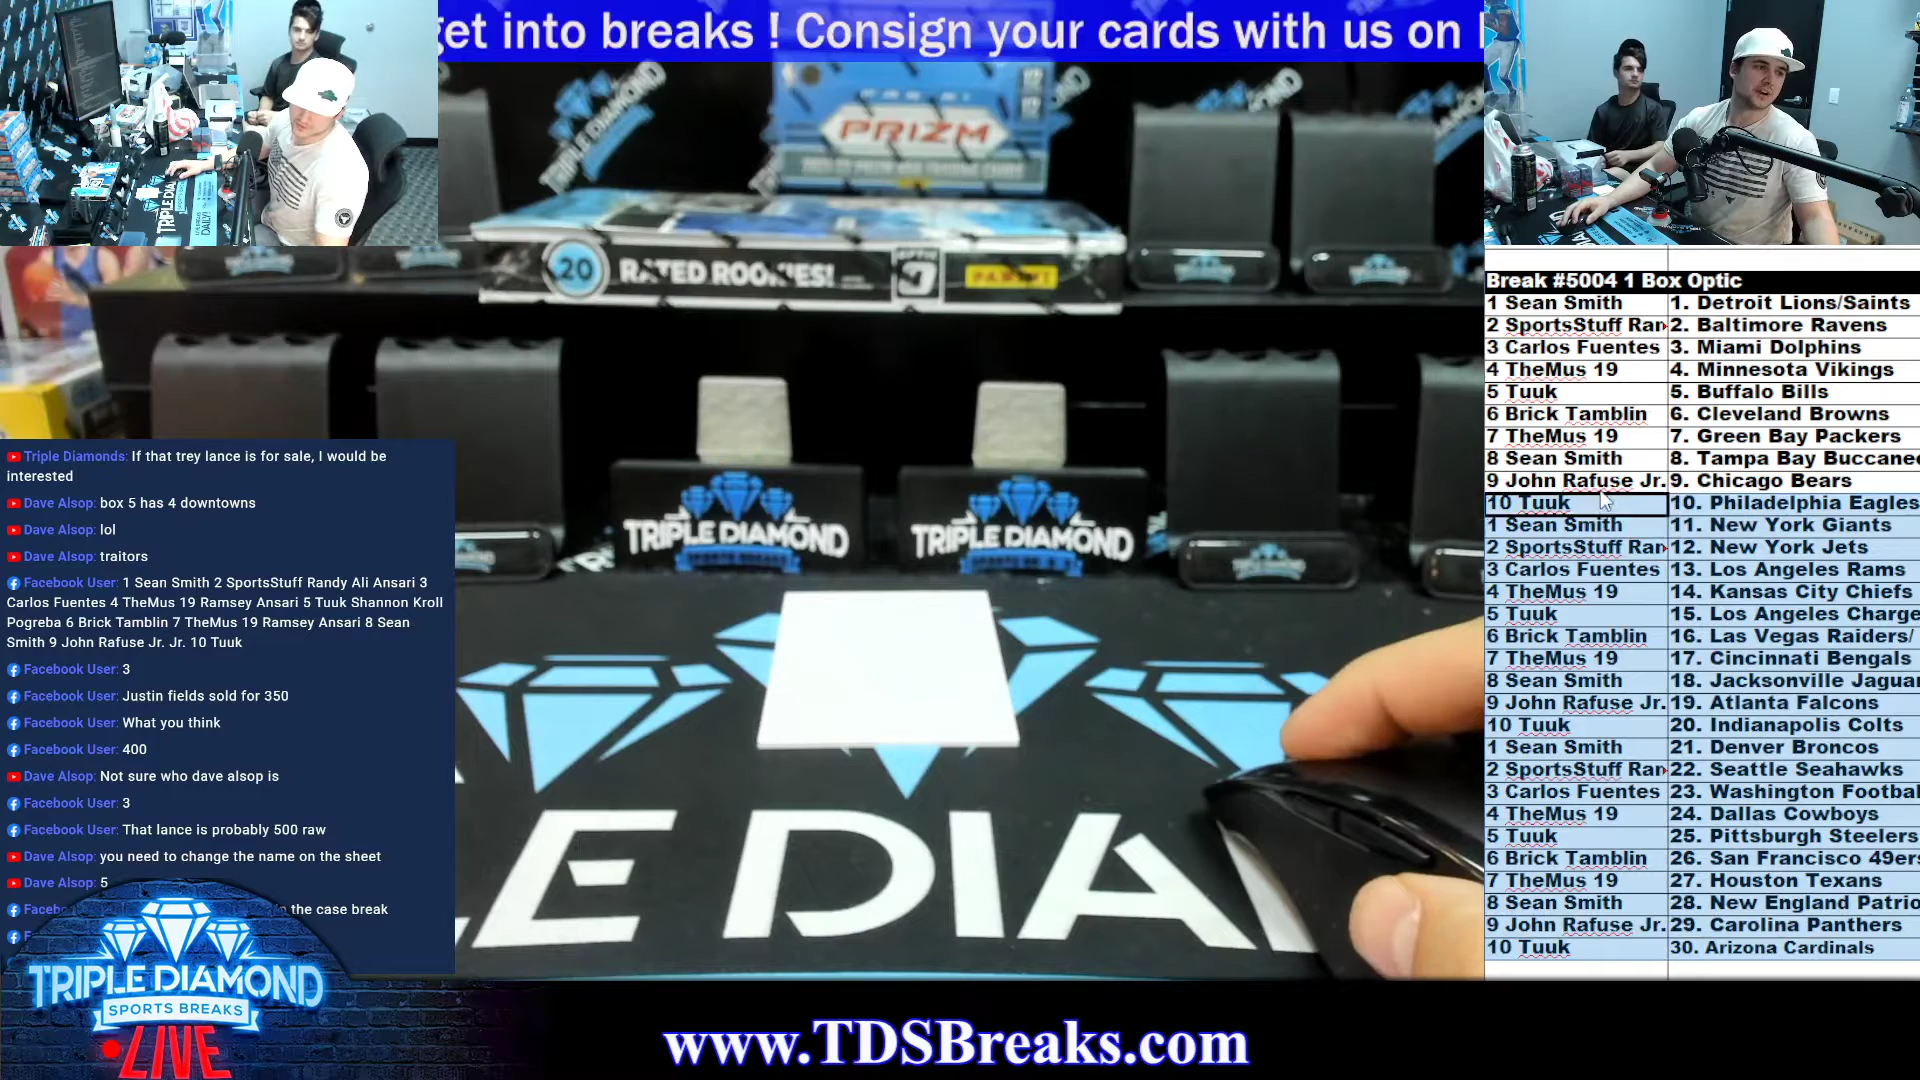 get into breaks ! Consign your cards with us on
TRIPLE DIAMOND
PRIZM
20 RATED ROOKIES! PANINI
TRIPLE DIAMOND
TRIPLE DIAMOND
LE DIA
Triple Diamonds: If that trey lance is for sale, I would be
interested
Dave Alsop: box 5 has 4 downtowns
Dave Alsop: lol
Dave Alsop: traitors
Facebook User: 1 Sean Smith 2 SportsStuff Randy Ali Ansari 3
Carlos Fuentes 4 TheMus 19 Ramsey Ansari 5 Tuuk Shannon Kroll
Pogreba 6 Brick Tamblin 7 TheMus 19 Ramsey Ansari 8 Sean
Smith 9 John Rafuse Jr. Jr. 10 Tuuk
Facebook User: 3
Facebook User: Justin fields sold for 350
Facebook User: What you think
Facebook User: 400
Dave Alsop: Not sure who dave alsop is
Facebook User: 3
Facebook User: That lance is probably 500 raw
Dave Alsop: you need to change the name on the sheet
Dave Alsop: 5
Faceb the case break
F
TRIPLE DIAMOND
SPORTS BREAKS
LIVE
www.TDSBreaks.com
Break #5004 1 Box Optic
1 Sean Smith 1. Detroit Lions/Saints
2 SportsStuff Ran 2. Baltimore Ravens
3 Carlos Fuentes 3. Miami Dolphins
4 TheMus 19 4. Minnesota Vikings
5 Tuuk 5. Buffalo Bills
6 Brick Tamblin 6. Cleveland Browns
7 TheMus 19 7. Green Bay Packers
8 Sean Smith 8. Tampa Bay Buccanee
9 John Rafuse Jr. 9. Chicago Bears
10 Tuuk 10. Philadelphia Eagles
1 Sean Smith 11. New York Giants
2 SportsStuff Ran 12. New York Jets
3 Carlos Fuentes 13. Los Angeles Rams
4 TheMus 19 14. Kansas City Chiefs
5 Tuuk 15. Los Angeles Charge
6 Brick Tamblin 16. Las Vegas Raiders/
7 TheMus 19 17. Cincinnati Bengals
8 Sean Smith 18. Jacksonville Jaguar
9 John Rafuse Jr. 19. Atlanta Falcons
10 Tuuk 20. Indianapolis Colts
1 Sean Smith 21. Denver Broncos
2 SportsStuff Ran 22. Seattle Seahawks
3 Carlos Fuentes 23. Washington Footbal
4 TheMus 19 24. Dallas Cowboys
5 Tuuk 25. Pittsburgh Steelers
6 Brick Tamblin 26. San Francisco 49ers
7 TheMus 19 27. Houston Texans
8 Sean Smith 28. New England Patrio
9 John Rafuse Jr. 29. Carolina Panthers
10 Tuuk 30. Arizona Cardinals